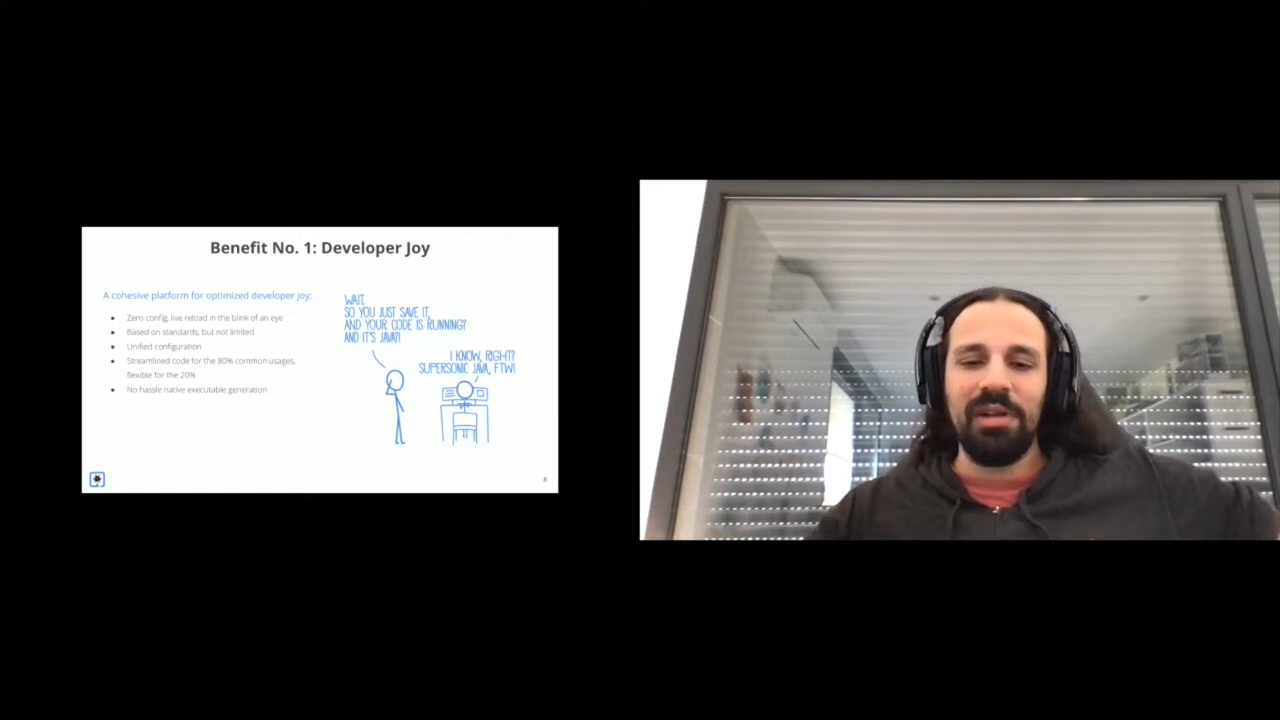 Benefit No. 1: Developer Joy
A cohesive platform for optimized developer joy:
Zero config, live reload in the blink of an eye
Based on standards, but not limited
Unified configuration
Streamlined code for the 80% common usages,
flexible for the 20%
No hassle native executable generation
WAIT.
SO YOU JUST SAVE IT,
AND YOUR CODE IS RUNNING?
AND IT'S JAVA?!
I KNOW, RIGHT?
SUPERSONIC JAVA, FTW!
8